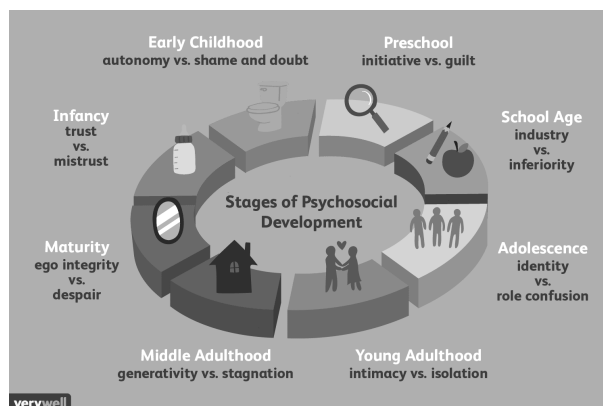 Early Childhood
autonomy vs. shame and doubt
Preschool
initiative vs. guilt
Infancy
trust
vs.
mistrust
School Age
industry
vs.
inferiority
Stages of Psychosocial
Development
Maturity
ego integrity
vs.
despair
Adolescence
identity
vs.
role confusion
Middle Adulthood
generativity vs. stagnation
Young Adulthood
intimacy vs. isolation
verywell